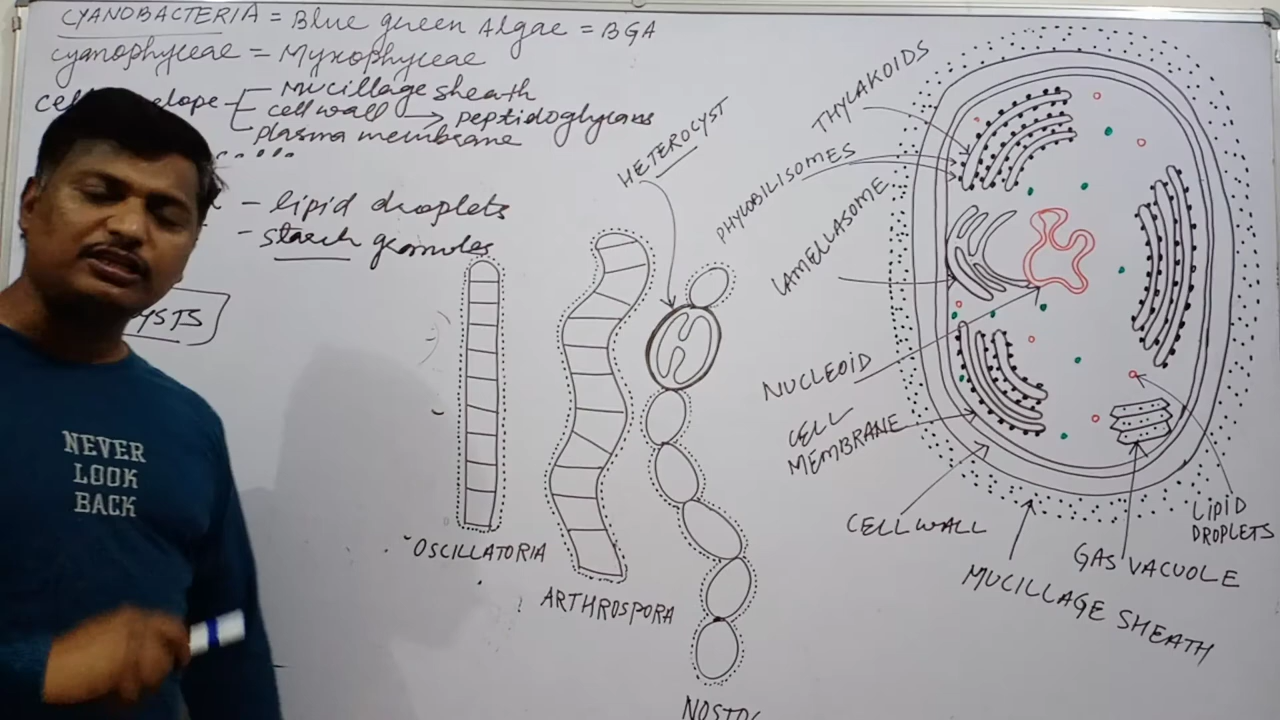 CYANOBACTERIA = Blue green Algae = BGA
cyanophyceae = Myxophyceae
mucillage sheath
cell wall → peptidoglycans
plasma membrane
- lipid droplets
- starch granules
NEVER
LOOK
BACK
HETEROCYST
OSCILLATORIA
ARTHROSPORA
THYLAKOIDS
PHYCOBILISOMES
LAMELLASOME
NUCLEOID
CELL
MEMBRANE
CELL WALL
MUCILLAGE SHEATH
GAS VACUOLE
LIPID
DROPLETS